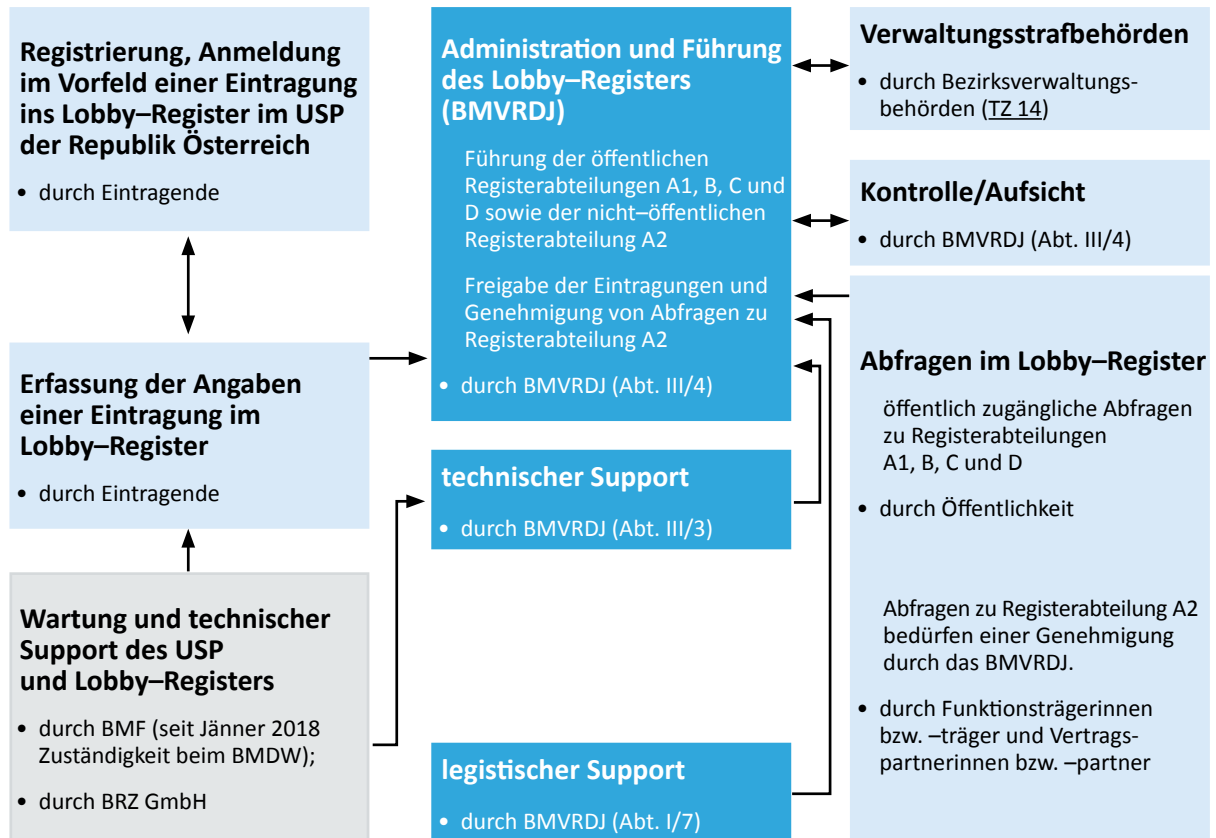 Registrierung, Anmeldung
im Vorfeld einer Eintragung
ins Lobby–Register im USP
der Republik Österreich
• durch Eintragende
Erfassung der Angaben
einer Eintragung im
Lobby–Register
• durch Eintragende
Wartung und technischer
Support des USP
und Lobby–Registers
• durch BMF (seit Jänner 2018
Zuständigkeit beim BMDW);
• durch BRZ GmbH
Administration und Führung
des Lobby–Registers
(BMVRDJ)
Führung der öffentlichen
Registerabteilungen A1, B, C und
D sowie der nicht–öffentlichen
Registerabteilung A2
Freigabe der Eintragungen und
Genehmigung von Abfragen zu
Registerabteilung A2
• durch BMVRDJ (Abt. III/4)
technischer Support
• durch BMVRDJ (Abt. III/3)
legistischer Support
• durch BMVRDJ (Abt. I/7)
Verwaltungsstrafbehörden
• durch Bezirksverwaltungs-
behörden (TZ 14)
Kontrolle/Aufsicht
• durch BMVRDJ (Abt. III/4)
Abfragen im Lobby–Register
öffentlich zugängliche Abfragen
zu Registerabteilungen
A1, B, C und D
• durch Öffentlichkeit
Abfragen zu Registerabteilung A2
bedürfen einer Genehmigung
durch das BMVRDJ.
• durch Funktionsträgerinnen
bzw. –träger und Vertrags-
partnerinnen bzw. –partner